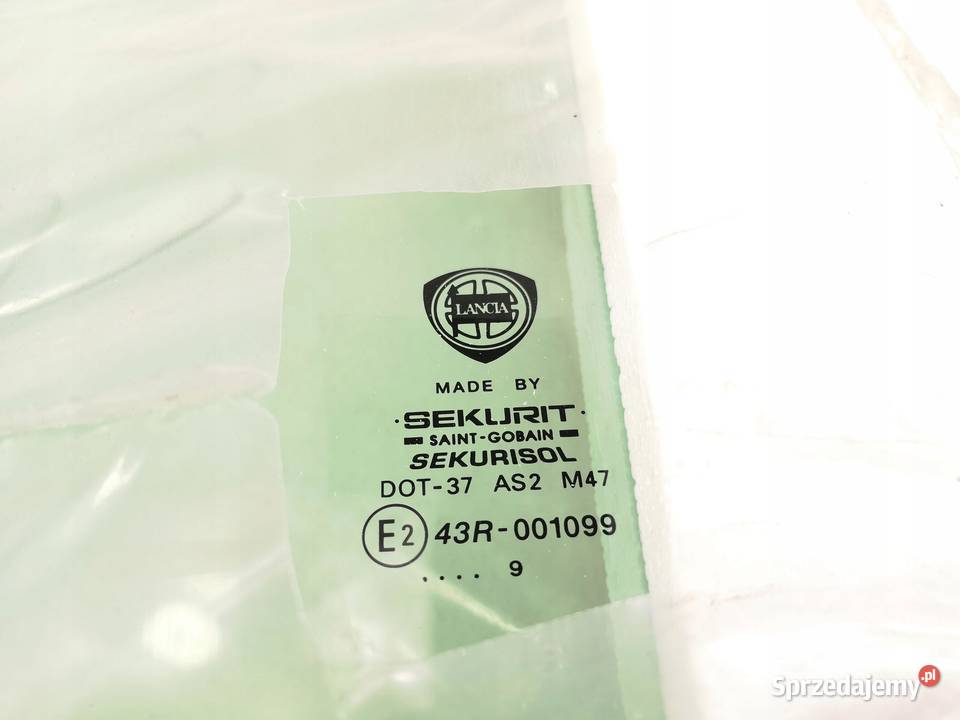 LANCIA
MADE BY
·SEKURIT·
SAINT-GOBAIN
SEKURISOL
DOT-37 AS2 M47
E2 43R-001099
.... 9
Sprzedajemy.pl